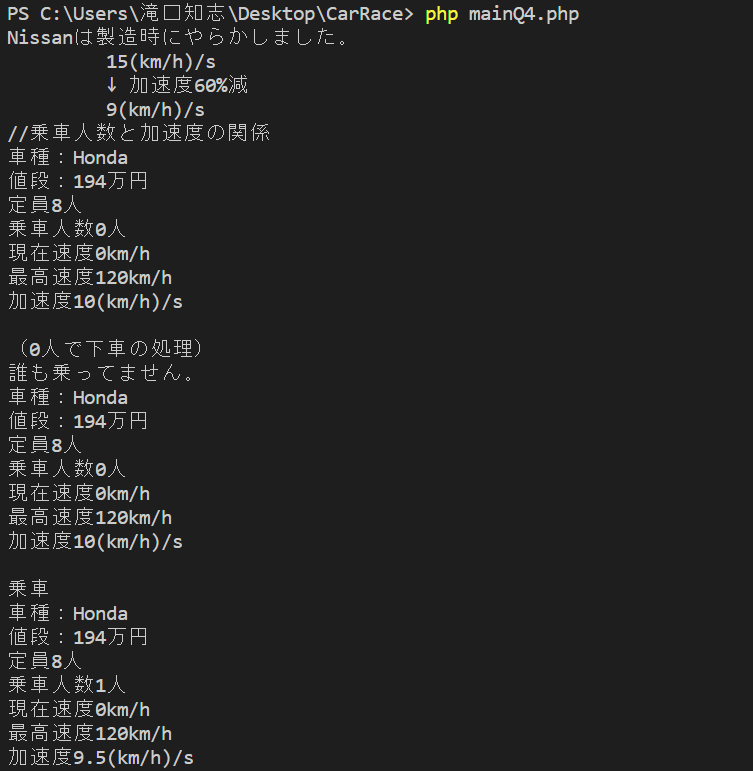 PS C:\Users\滝口知志\Desktop\CarRace> php mainQ4.php
Nissanは製造時にやらかしました。
15(km/h)/s
↓ 加速度60%減
9(km/h)/s
//乗車人数と加速度の関係
車種：Honda
値段：194万円
定員8人
乗車人数0人
現在速度0km/h
最高速度120km/h
加速度10(km/h)/s
（0人で下車の処理）
誰も乗ってません。
車種：Honda
値段：194万円
定員8人
乗車人数0人
現在速度0km/h
最高速度120km/h
加速度10(km/h)/s
乗車
車種：Honda
値段：194万円
定員8人
乗車人数1人
現在速度0km/h
最高速度120km/h
加速度9.5(km/h)/s